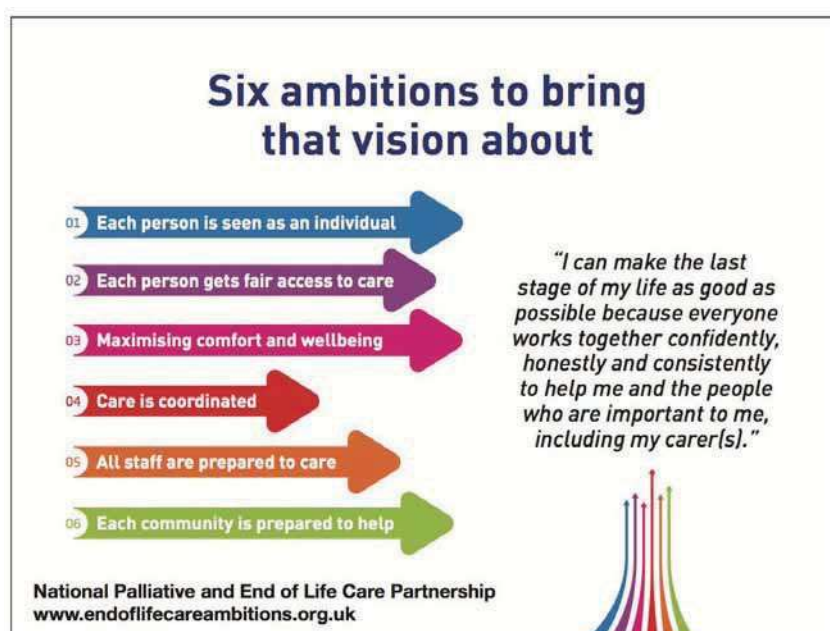 Six ambitions to bring
that vision about
01 Each person is seen as an individual
02 Each person gets fair access to care
03 Maximising comfort and wellbeing
04 Care is coordinated
05 All staff are prepared to care
06 Each community is prepared to help
“I can make the last
stage of my life as good as
possible because everyone
works together confidently,
honestly and consistently
to help me and the people
who are important to me,
including my carer(s).”
National Palliative and End of Life Care Partnership
www.endoflifecareambitions.org.uk